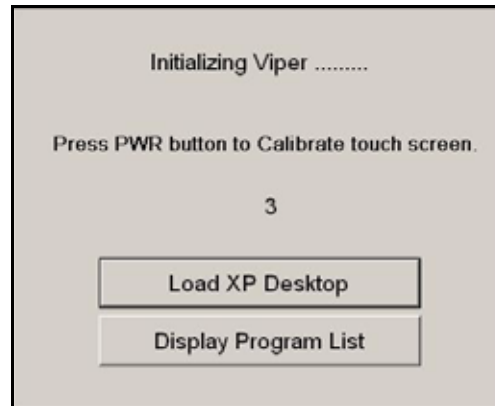 Initializing Viper .........
Press PWR button to Calibrate touch screen.
3
Load XP Desktop
Display Program List